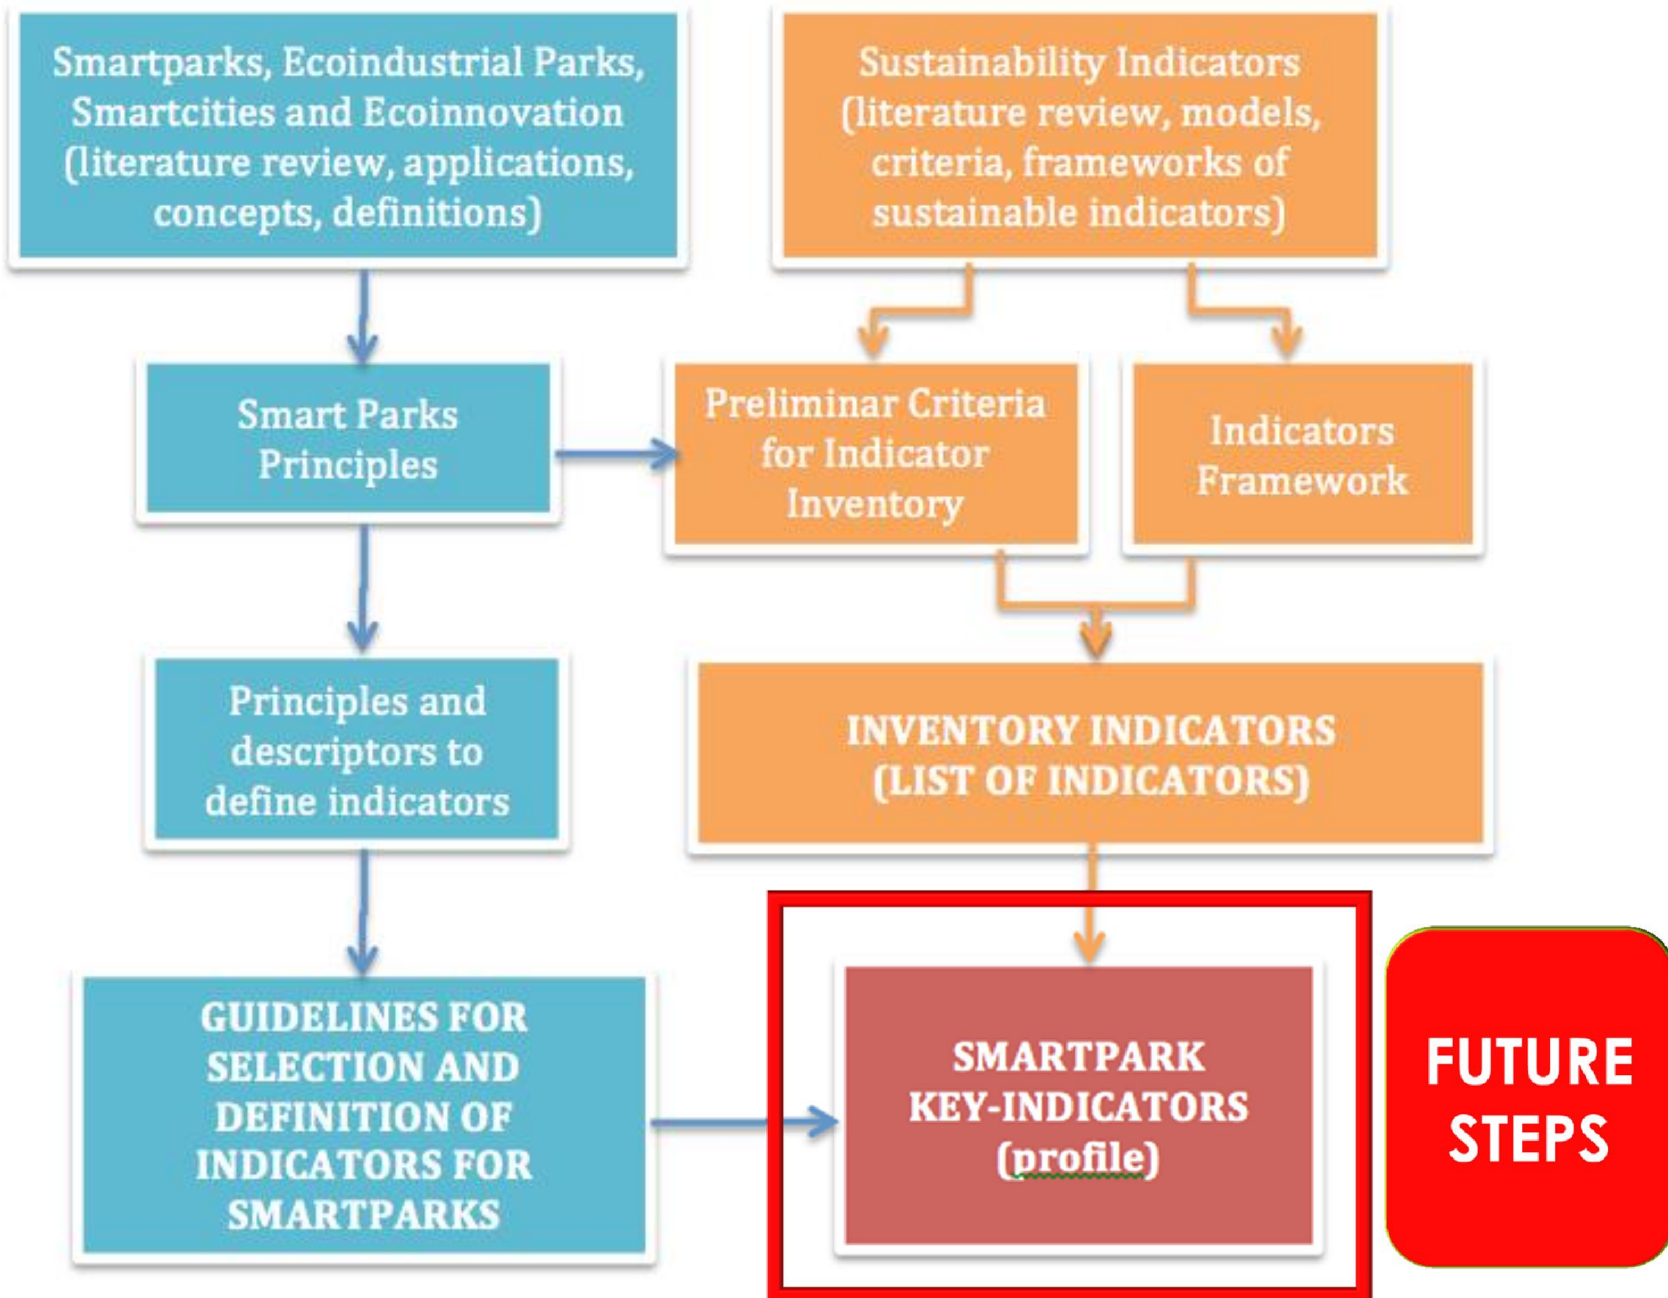 Smartparks, Ecoindustrial Parks,
Smartcities and Ecoinnovation
(literature review, applications,
concepts, definitions)
Sustainability Indicators
(literature review, models,
criteria, frameworks of
sustainable indicators)
Smart Parks
Principles
Preliminar Criteria
for Indicator
Inventory
Indicators
Framework
Principles and
descriptors to
define indicators
INVENTORY INDICATORS
(LIST OF INDICATORS)
GUIDELINES FOR
SELECTION AND
DEFINITION OF
INDICATORS FOR
SMARTPARKS
SMARTPARK
KEY-INDICATORS
(profile)
FUTURE
STEPS